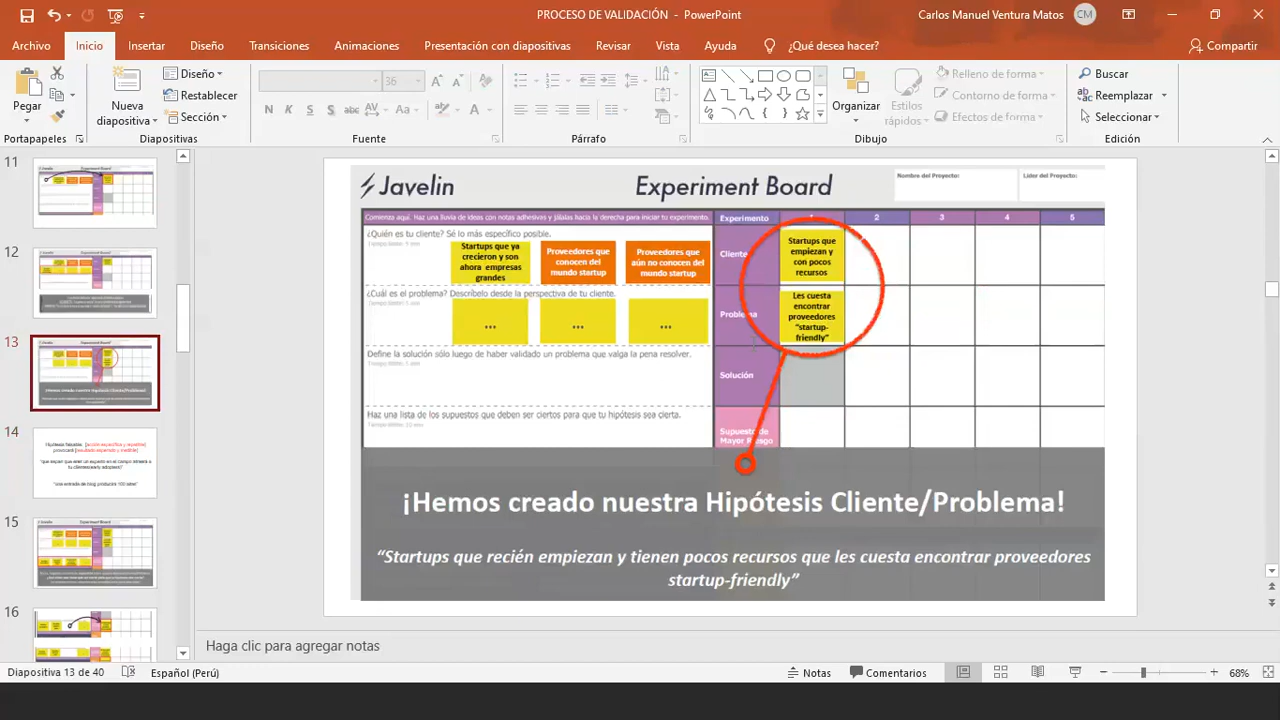 PROCESO DE VALIDACIÓN - PowerPoint
Carlos Manuel Ventura Matos
CM
Archivo Inicio Insertar Diseño Transiciones Animaciones Presentación con diapositivas Revisar Vista Ayuda ¿Qué desea hacer? Compartir
Pegar
Nueva diapositiva
Diseño
Restablecer
Sección
36
N K S S abc AV Aa A
Organizar
Estilos rápidos
Relleno de forma
Contorno de forma
Efectos de forma
Buscar
Reemplazar
Seleccionar
Portapapeles Diapositivas Fuente Párrafo Dibujo Edición
11
12
13
14
15
16
Javelin
Experiment Board
Nombre del Proyecto:
Líder del Proyecto:
Comienza aquí. Haz una lluvia de ideas con notas adhesivas y jálalas hacia la derecha para iniciar tu experimento.
Experimento 1 2 3 4 5
¿Quién es tu cliente? Sé lo más específico posible.
Startups que ya
crecieron y son
ahora empresas
grandes
Proveedores que
conocen del
mundo startup
Proveedores que
aún no conocen del
mundo startup
Cliente
Startups que
empiezan y
con pocos
recursos
¿Cuál es el problema? Descríbelo desde la perspectiva de tu cliente.
...
...
...
Problema
Les cuesta
encontrar
proveedores
"startup-
friendly"
Define la solución sólo luego de haber validado un problema que valga la pena resolver.
Solución
Haz una lista de los supuestos que deben ser ciertos para que tu hipótesis sea cierta.
Supuesto de
Mayor Riesgo
¡Hemos creado nuestra Hipótesis Cliente/Problema!
“Startups que recién empiezan y tienen pocos recursos que les cuesta encontrar proveedores
startup-friendly”
Haga clic para agregar notas
Diapositiva 13 de 40 Español (Perú) Notas Comentarios 68%